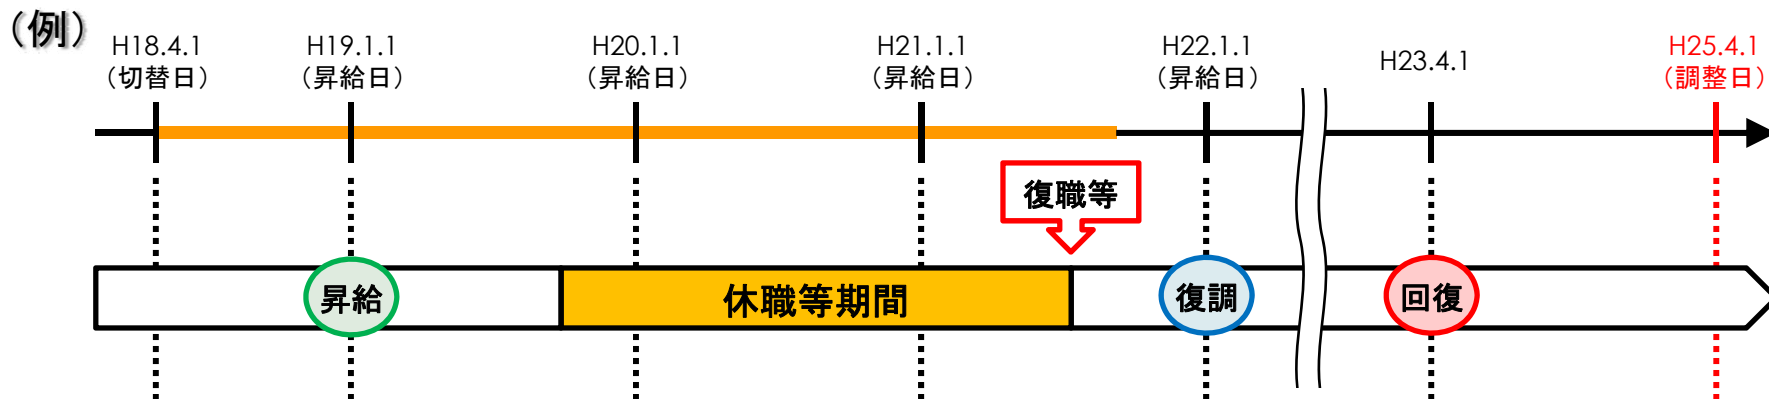 （例）
H18.4.1
（切替日）
H19.1.1
（昇給日）
H20.1.1
（昇給日）
H21.1.1
（昇給日）
H22.1.1
（昇給日）
H23.4.1
H25.4.1
（調整日）
復職等
昇給
休職等期間
復調
回復